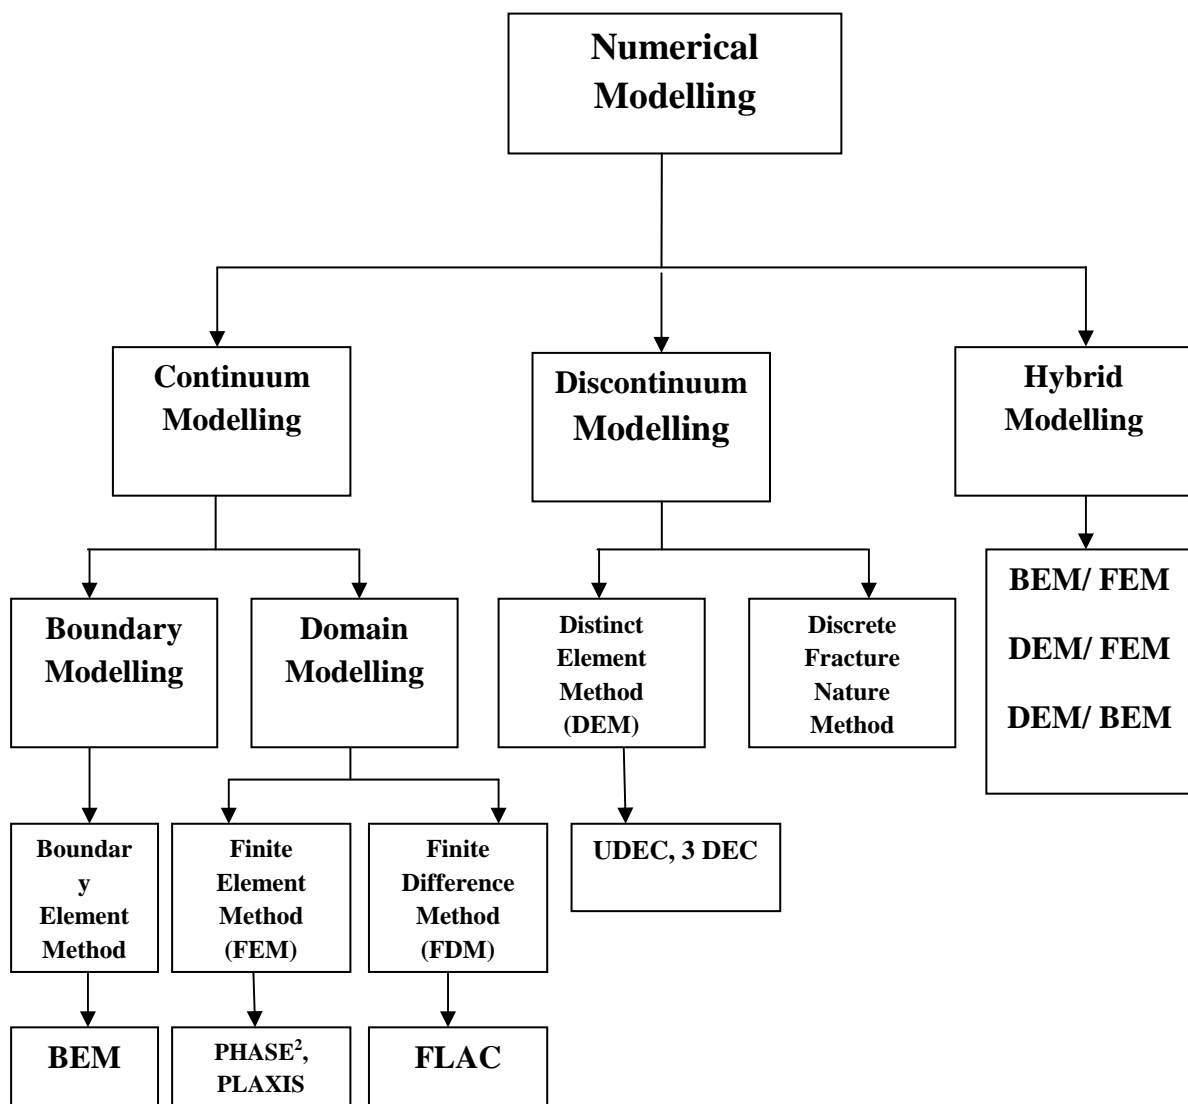 Numerical
Modelling
Continuum
Modelling
Discontinuum
Modelling
Hybrid
Modelling
Boundary
Modelling
Domain
Modelling
Distinct
Element
Method
(DEM)
Discrete
Fracture
Nature
Method
BEM/ FEM
DEM/ FEM
DEM/ BEM
Boundar
y
Element
Method
Finite
Element
Method
(FEM)
Finite
Difference
Method
(FDM)
UDEC, 3 DEC
BEM
PHASE²,
PLAXIS
FLAC